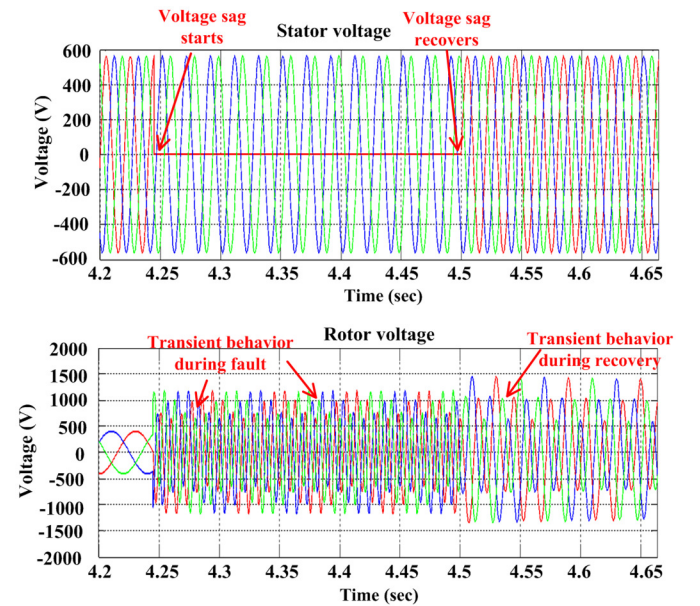 Voltage sag
starts
Stator voltage
Voltage sag
recovers
600
400
200
0
-200
-400
-600
Voltage (V)
4.2
4.25
4.3
4.35
4.4
4.45
4.5
4.55
4.6
4.65
Time (sec)
Transient behavior
during fault
Rotor voltage
Transient behavior
during recovery
2000
1500
1000
500
0
-500
-1000
-1500
-2000
Voltage (V)
4.2
4.25
4.3
4.35
4.4
4.45
4.5
4.55
4.6
4.65
Time (sec)